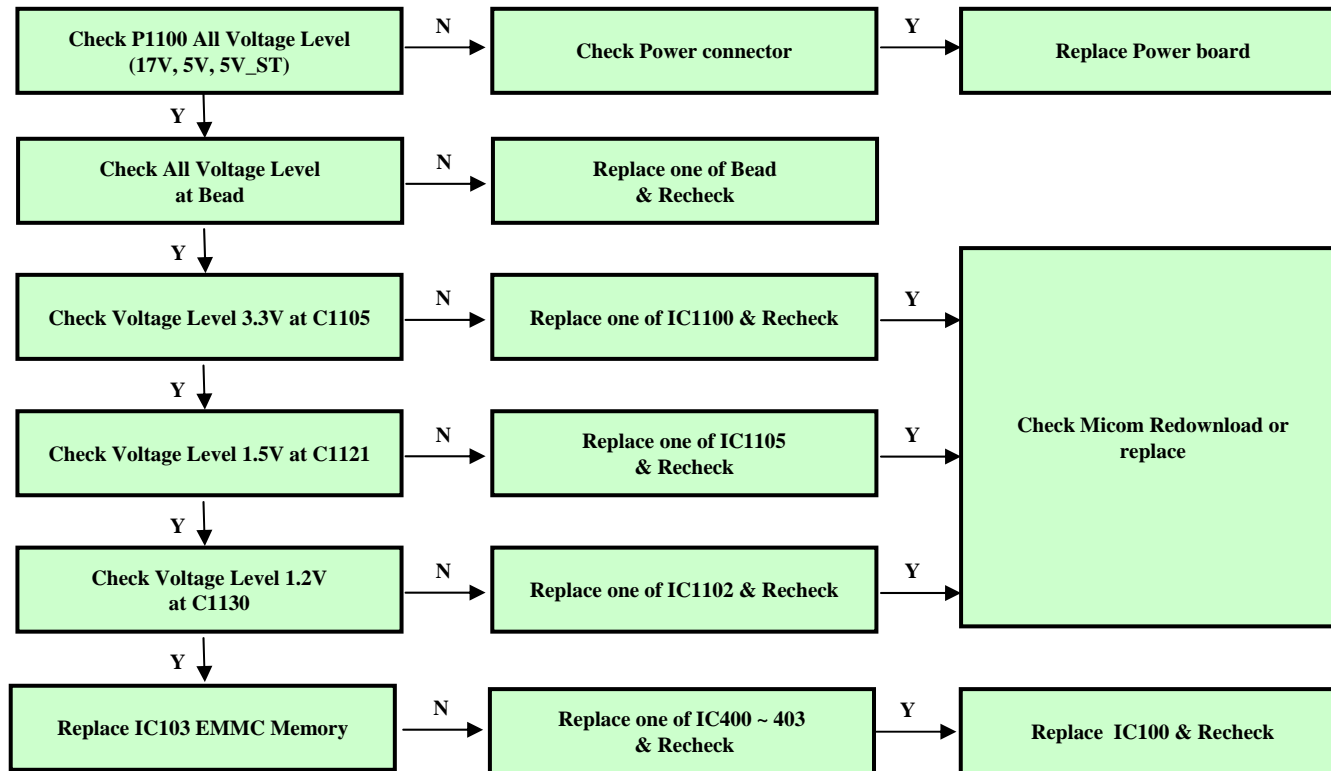 Check P1100 All Voltage Level
(17V, 5V, 5V_ST)
N
Check Power connector
Y
Replace Power board
Y
Check All Voltage Level
at Bead
N
Replace one of Bead
& Recheck
Y
Check Voltage Level 3.3V at C1105
N
Replace one of IC1100 & Recheck
Y
Check Micom Redownload or
replace
Y
Check Voltage Level 1.5V at C1121
N
Replace one of IC1105
& Recheck
Y
Y
Check Voltage Level 1.2V
at C1130
N
Replace one of IC1102 & Recheck
Y
Y
Replace IC103 EMMC Memory
N
Replace one of IC400 ~ 403
& Recheck
Y
Replace IC100 & Recheck